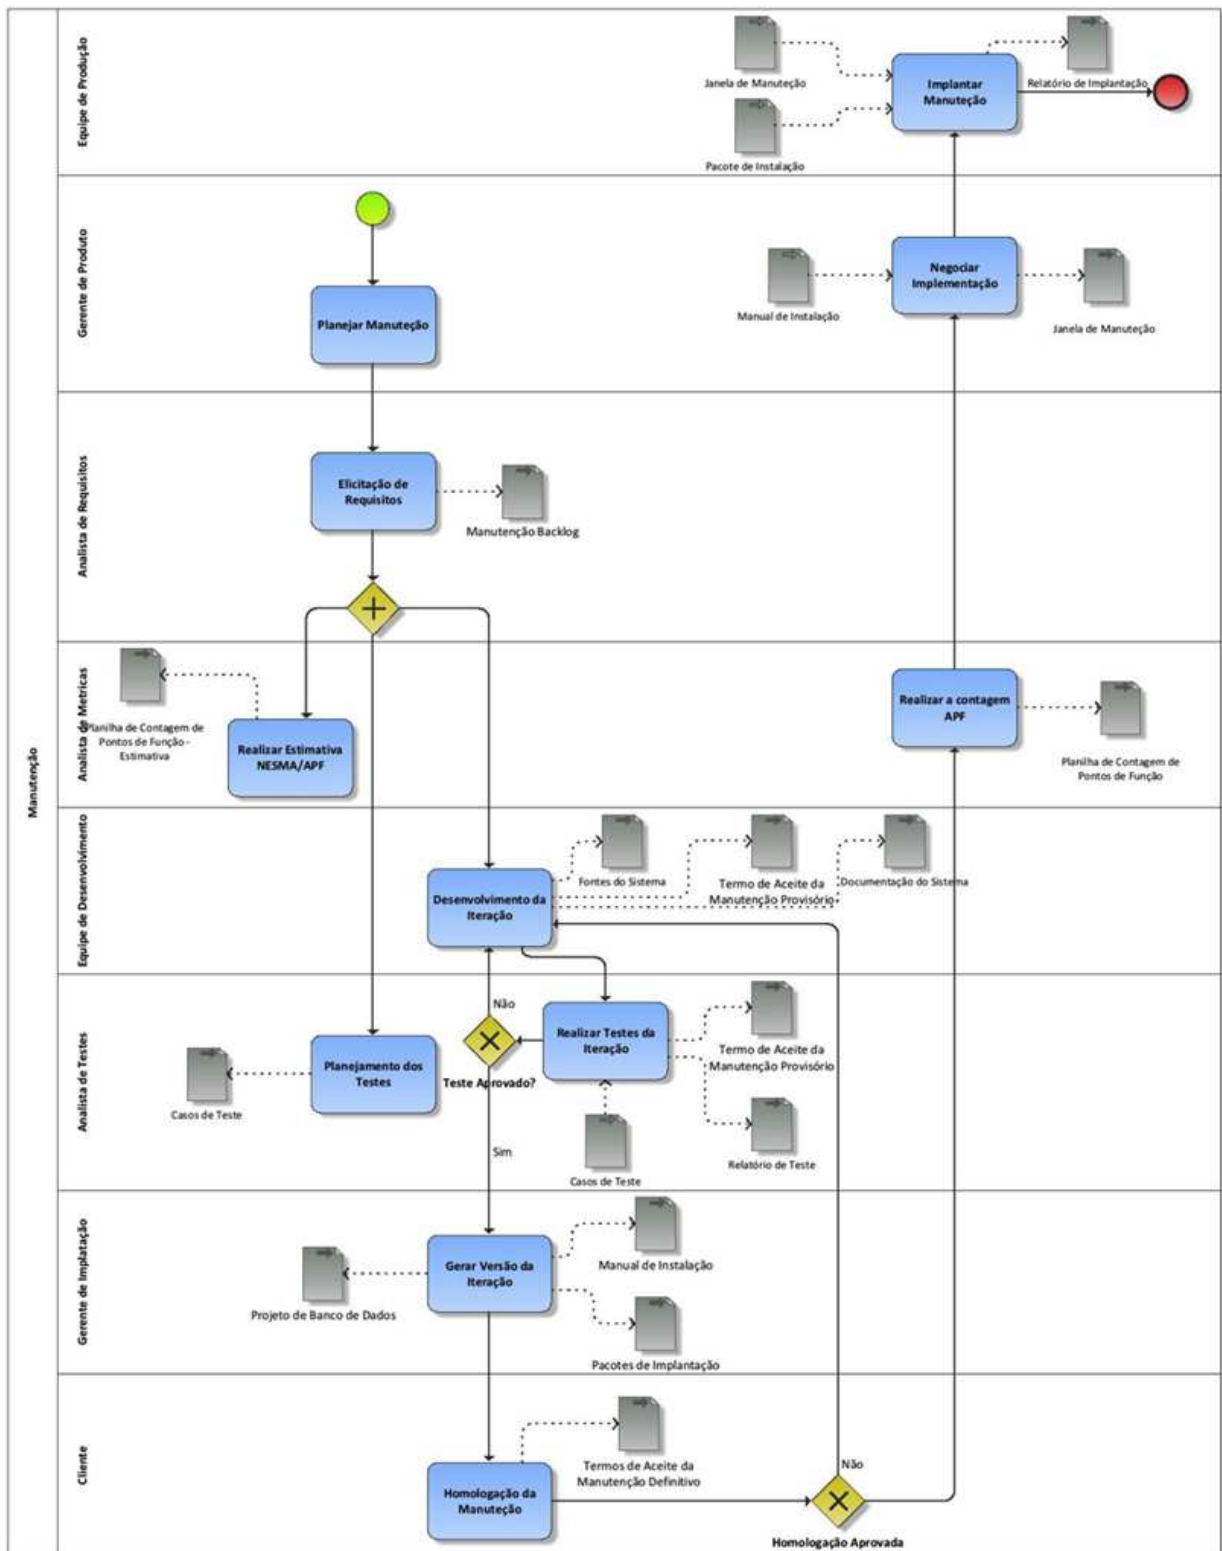 Manutenção
Equipe de Produção
Janela de Manuteção
Pacote de Instalação
Implantar
Manuteção
Relatório de Implantação
Gerente de Produto
Planejar Manuteção
Manual de Instalação
Negociar
Implementação
Janela de Manuteção
Analista de Requisitos
Elicitação de
Requisitos
Manutenção Backlog
Analista de Metricas
Planilha de Contagem de
Pontos de Função -
Estimativa
Realizar Estimativa
NESMA/APF
Realizar a contagem
APF
Planilha de Contagem de
Pontos de Função
Equipe de Desenvolvimento
Desenvolvimento da
Iteração
Fontes do Sistema
Termo de Aceite da
Manutenção Provisório
Documentação do Sistema
Analista de Testes
Casos de Teste
Planejamento dos
Testes
Não
Teste Aprovado?
Sim
Realizar Testes da
Iteração
Casos de Teste
Termo de Aceite da
Manutenção Provisório
Relatório de Teste
Gerente de Implatação
Projeto de Banco de Dados
Gerar Versão da
Iteração
Manual de Instalação
Pacotes de Implantação
Cliente
Homologação da
Manuteção
Termos de Aceite da
Manutenção Definitivo
Não
Homologação Aprovada